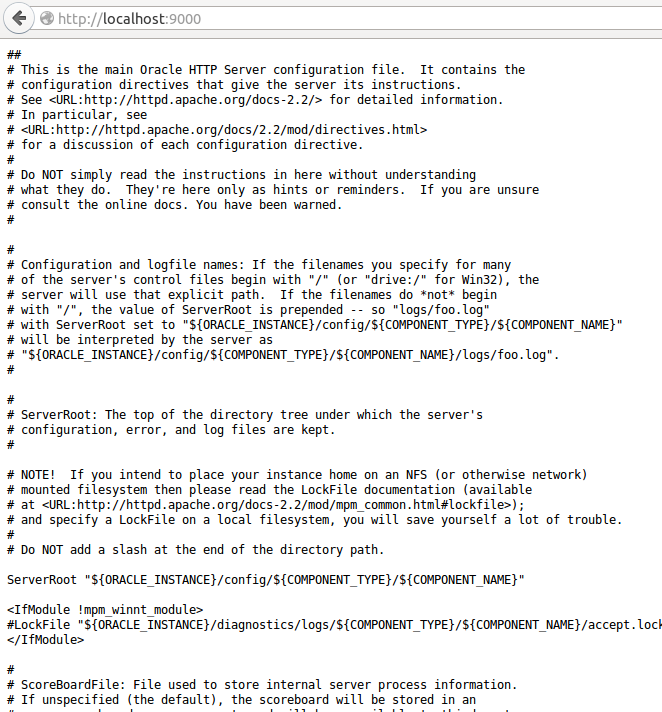 http://localhost:9000
##
# This is the main Oracle HTTP Server configuration file.  It contains the
# configuration directives that give the server its instructions.
# See <URL:http://httpd.apache.org/docs-2.2/> for detailed information.
# In particular, see
# <URL:http://httpd.apache.org/docs/2.2/mod/directives.html>
# for a discussion of each configuration directive.
#
# Do NOT simply read the instructions in here without understanding
# what they do.  They're here only as hints or reminders.  If you are unsure
# consult the online docs. You have been warned.
#
#
# Configuration and logfile names: If the filenames you specify for many
# of the server's control files begin with "/" (or "drive:/" for Win32), the
# server will use that explicit path.  If the filenames do *not* begin
# with "/", the value of ServerRoot is prepended -- so "logs/foo.log"
# with ServerRoot set to "${ORACLE_INSTANCE}/config/${COMPONENT_TYPE}/${COMPONENT_NAME}"
# will be interpreted by the server as
# "${ORACLE_INSTANCE}/config/${COMPONENT_TYPE}/${COMPONENT_NAME}/logs/foo.log".
#
#
# ServerRoot: The top of the directory tree under which the server's
# configuration, error, and log files are kept.
#
# NOTE!  If you intend to place your instance home on an NFS (or otherwise network)
# mounted filesystem then please read the LockFile documentation (available
# at <URL:http://httpd.apache.org/docs-2.2/mod/mpm_common.html#lockfile>);
# and specify a LockFile on a local filesystem, you will save yourself a lot of trouble.
#
# Do NOT add a slash at the end of the directory path.
ServerRoot "${ORACLE_INSTANCE}/config/${COMPONENT_TYPE}/${COMPONENT_NAME}"
<IfModule !mpm_winnt_module>
#LockFile "${ORACLE_INSTANCE}/diagnostics/logs/${COMPONENT_TYPE}/${COMPONENT_NAME}/accept.lock
</IfModule>
#
# ScoreBoardFile: File used to store internal server process information.
# If unspecified (the default), the scoreboard will be stored in an